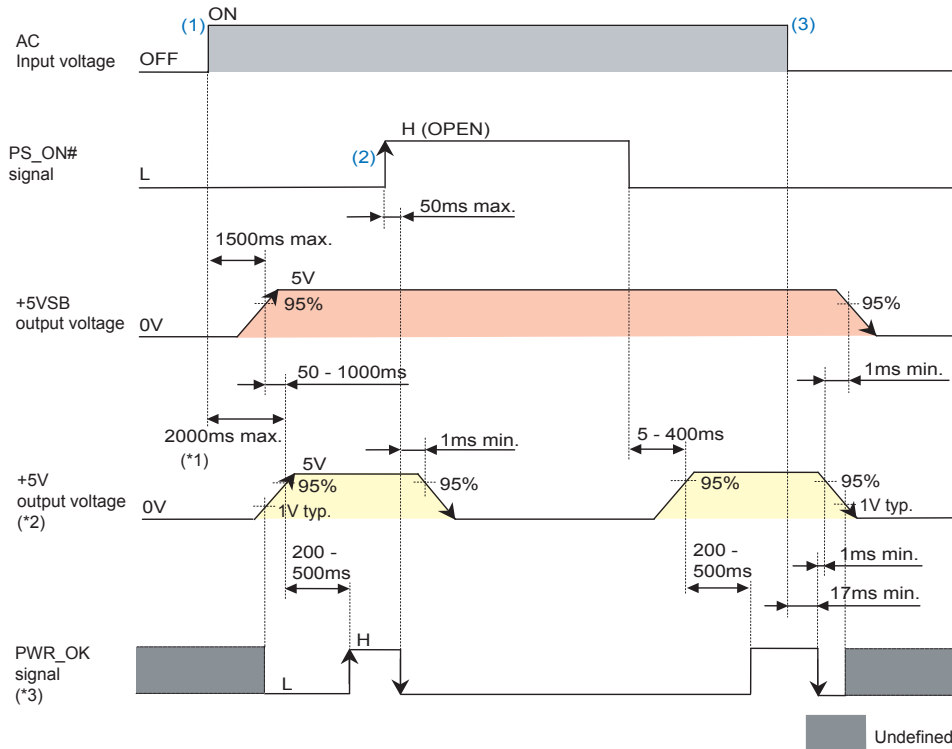 ON
(1)
(3)
AC
Input voltage
OFF
H (OPEN)
(2)
PS_ON#
signal
L
50ms max.
1500ms max.
5V
+5VSB
output voltage
0V
95%
95%
50 - 1000ms
1ms min.
2000ms max.
(*1)
1ms min.
5 - 400ms
5V
+5V
output voltage
(*2)
0V
95%
95%
95%
95%
1V typ.
1V typ.
200 -
500ms
200 -
500ms
1ms min.
17ms min.
H
PWR_OK
signal
(*3)
L
Undefined